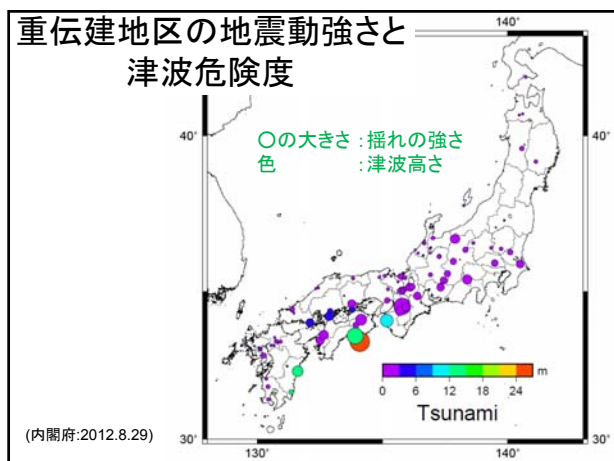 重伝建地区の地震動強さと
津波危険度
140˚
40˚
40˚
○の大きさ：揺れの強さ
色　　　　：津波高さ
0 6 12 18 24 m
Tsunami
(内閣府:2012.8.29)
30˚
30˚
130˚
140˚